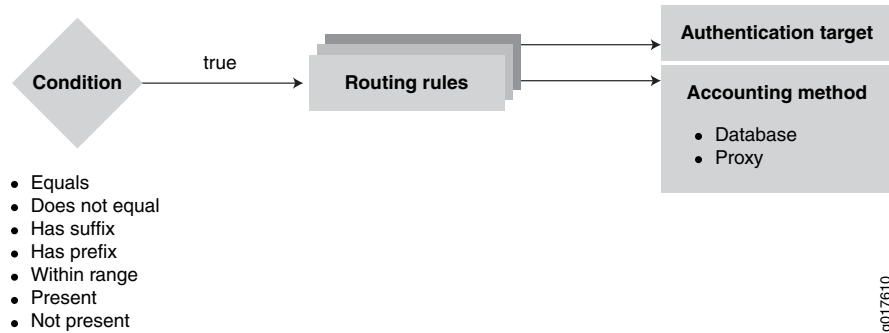 Condition
true
Routing rules
Authentication target
Accounting method
• Database
• Proxy
• Equals
• Does not equal
• Has suffix
• Has prefix
• Within range
• Present
• Not present
g017610